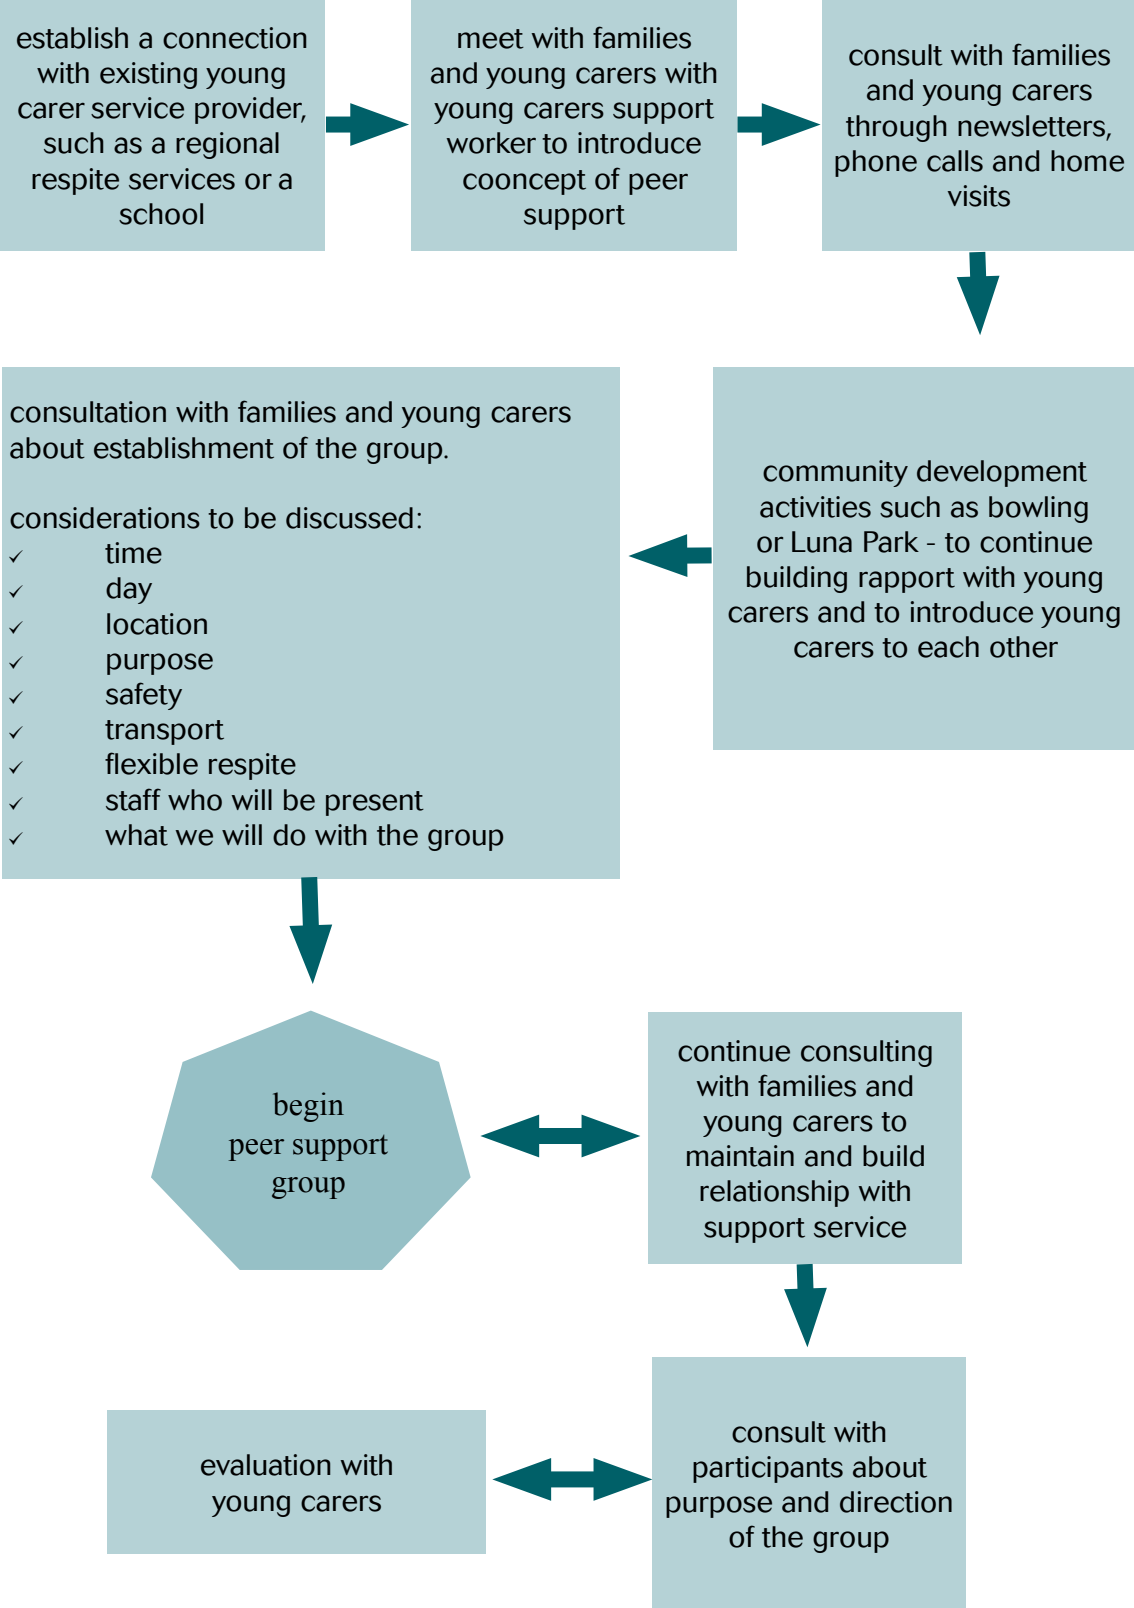 establish a connection
with existing young
carer service provider,
such as a regional
respite services or a
school
meet with families
and young carers with
young carers support
worker to introduce
cooncept of peer
support
consult with families
and young carers
through newsletters,
phone calls and home
visits
community development
activities such as bowling
or Luna Park - to continue
building rapport with young
carers and to introduce young
carers to each other
consultation with families and young carers
about establishment of the group.
considerations to be discussed:
✓ time
✓ day
✓ location
✓ purpose
✓ safety
✓ transport
✓ flexible respite
✓ staff who will be present
✓ what we will do with the group
begin
peer support
group
continue consulting
with families and
young carers to
maintain and build
relationship with
support service
consult with
participants about
purpose and direction
of the group
evaluation with
young carers